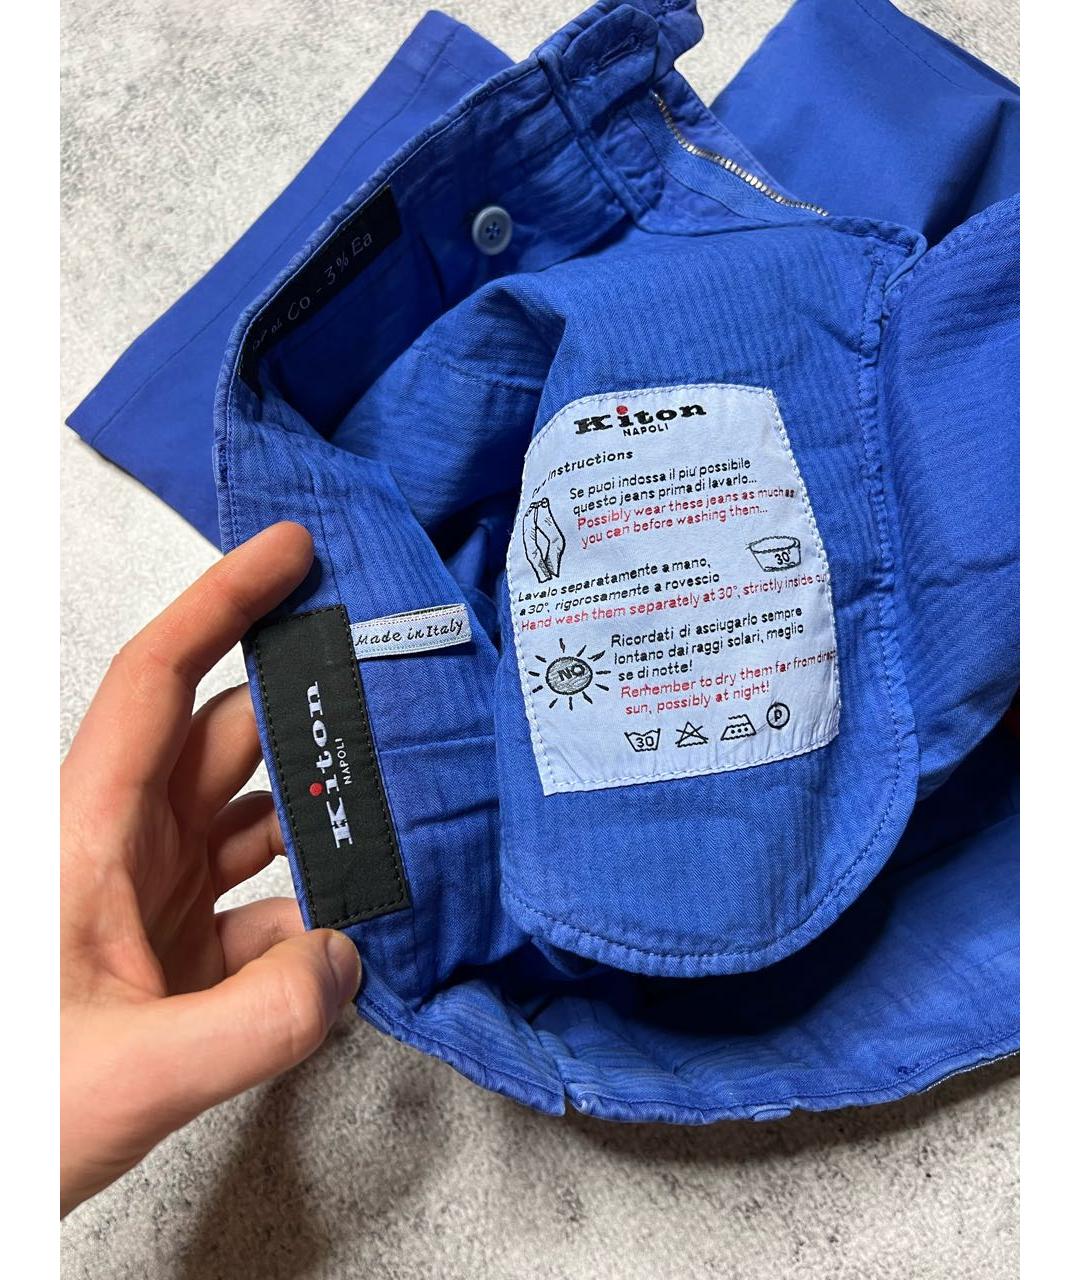 Co - 3% Ea
Kiton
NAPOLI
Instructions
Se puoi indossa il piu' possibile
questo jeans prima di lavarlo...
Possibly wear these jeans as much as
you can before washing them...
30°
Lavalo separatamente a mano,
a 30°, rigorosamente a rovescio
Hand wash them separately at 30°, strictly inside
Ricordati di asciugarlo sempre
lontano dai raggi solari, meglio
se di notte!
NO
Remember to dry them far from direct
sun, possibly at night!
30
P
Made in Italy
Kiton
NAPOLI